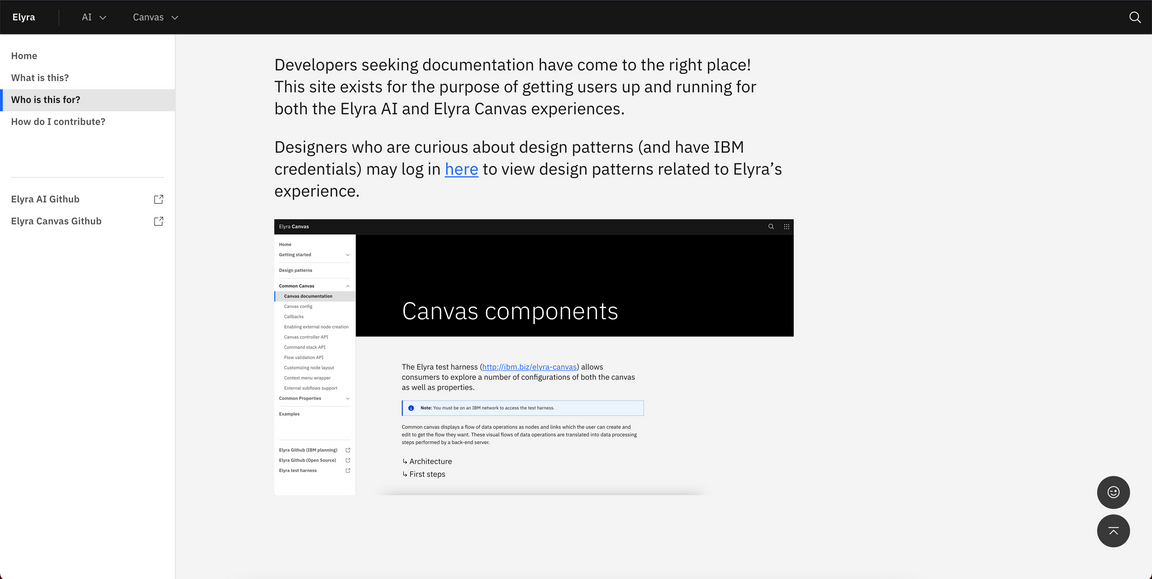 Elyra
AI
Canvas
Home
What is this?
Who is this for?
How do I contribute?
Elyra AI Github
Elyra Canvas Github
Developers seeking documentation have come to the right place!
This site exists for the purpose of getting users up and running for
both the Elyra AI and Elyra Canvas experiences.
Designers who are curious about design patterns (and have IBM
credentials) may log in here to view design patterns related to Elyra’s
experience.
Elyra Canvas
Home
Getting started
Design patterns
Common Canvas
Canvas documentation
Canvas config
Callbacks
Enabling external node creation
Canvas controller API
Command stack API
Flow validation API
Customizing node layout
Context menu wrapper
External subflows support
Common Properties
Examples
Elyra Github (IBM planning)
Elyra Github (Open Source)
Elyra test harness
Canvas components
The Elyra test harness (http://ibm.biz/elyra-canvas) allows
consumers to explore a number of configurations of both the canvas
as well as properties.
Note: You must be on an IBM network to access the test harness.
Common canvas displays a flow of data operations as nodes and links which the user can create and
edit to get the flow they want. These visual flows of data operations are translated into data processing
steps performed by a back-end server.
↳ Architecture
↳ First steps